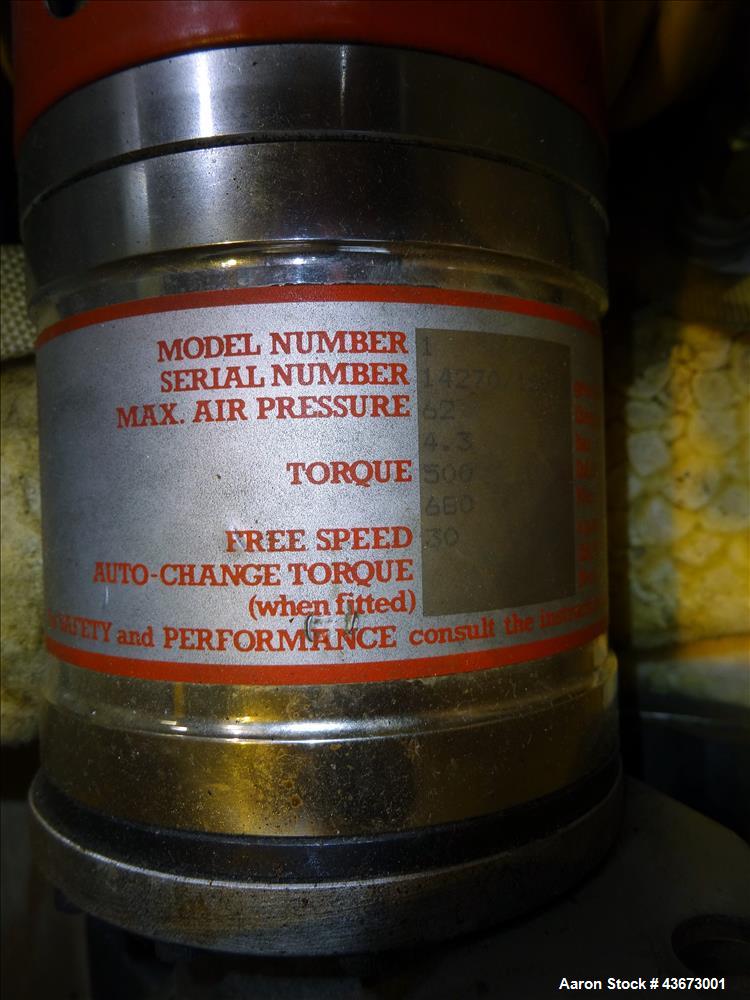 MODEL NUMBER 1
SERIAL NUMBER
MAX. AIR PRESSURE 62
4.3
TORQUE 500
680
FREE SPEED 30
AUTO-CHANGE TORQUE
(when fitted)
SAFETY and PERFORMANCE consult the
Aaron Stock # 43673001